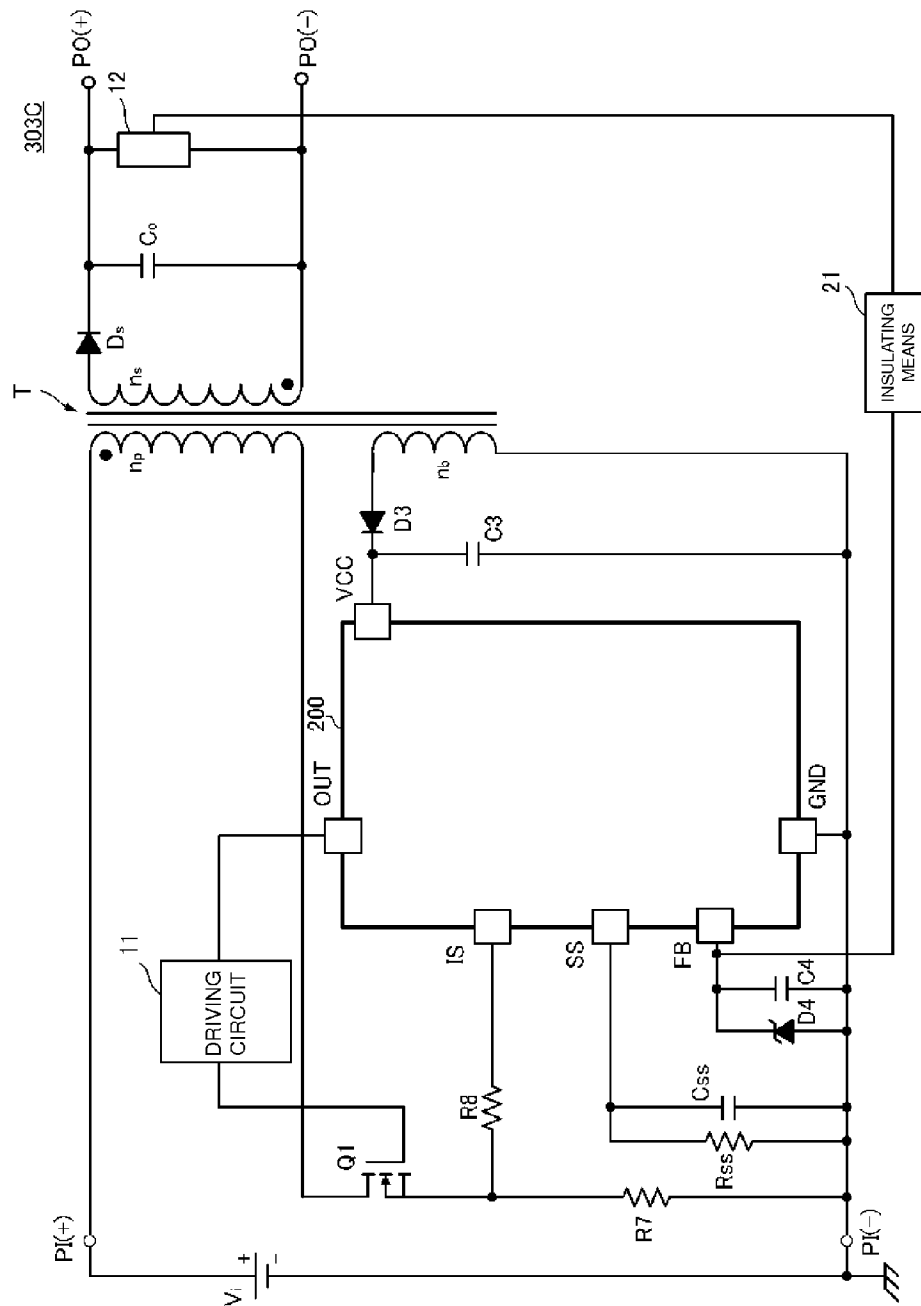 303C
PI(+)
Vi
+
-
PI(-)
Q1
R7
R8
DRIVING
CIRCUIT
11
Rss
Css
D4
C4
IS
SS
FB
OUT
GND
VCC
200
D3
C3
T
np
ns
nb
Ds
Co
12
PO(+)
PO(-)
21
INSULATING
MEANS